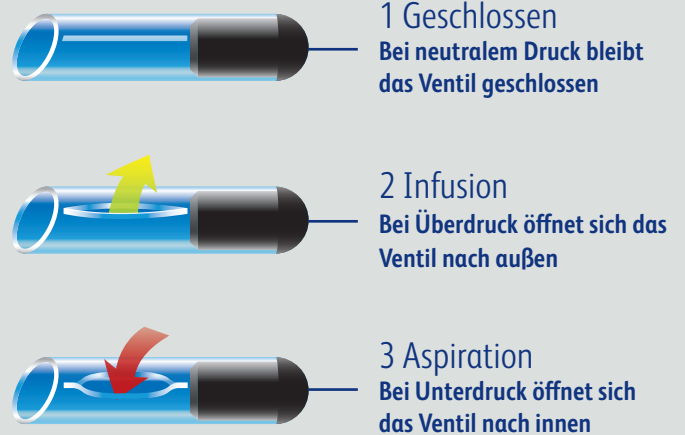 1 Geschlossen
Bei neutralem Druck bleibt
das Ventil geschlossen
2 Infusion
Bei Überdruck öffnet sich das
Ventil nach außen
3 Aspiration
Bei Unterdruck öffnet sich
das Ventil nach innen